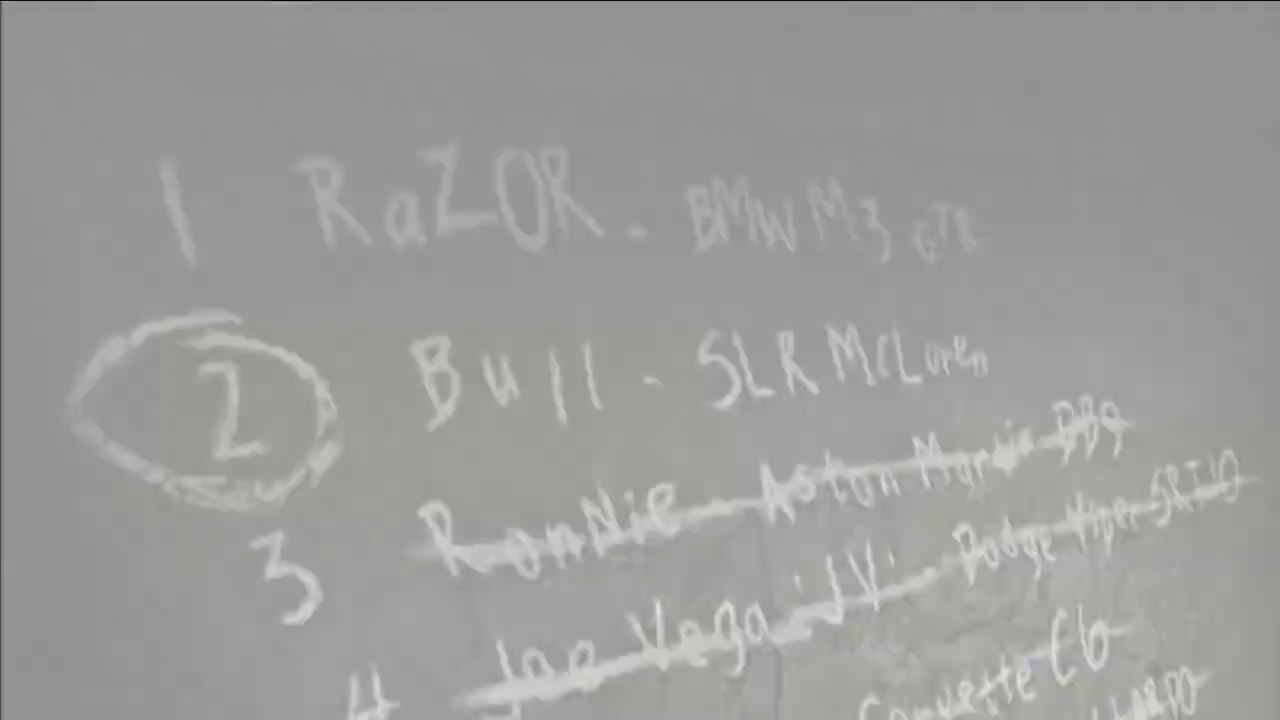 1 RaZOR - BMW M3 GTR
2 Bull - SLR McLaren
3 Ronnie - Aston Martin DB9
4 Joe Vega 'JV' - Dodge Viper SRT10
Corvette C6